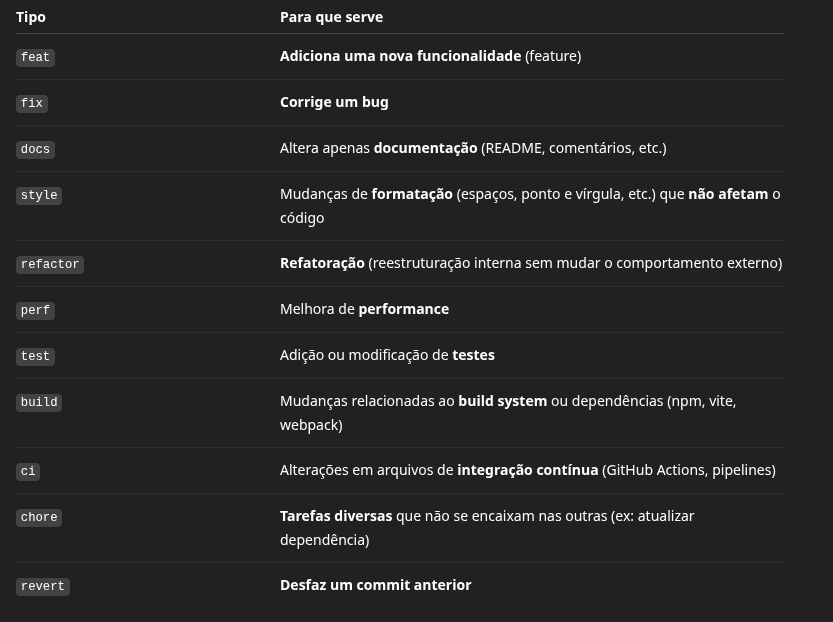 Tipo Para que serve
feat Adiciona uma nova funcionalidade (feature)
fix Corrige um bug
docs Altera apenas documentação (README, comentários, etc.)
style Mudanças de formatação (espaços, ponto e vírgula, etc.) que não afetam o
código
refactor Refatoração (reestruturação interna sem mudar o comportamento externo)
perf Melhora de performance
test Adição ou modificação de testes
build Mudanças relacionadas ao build system ou dependências (npm, vite,
webpack)
ci Alterações em arquivos de integração contínua (GitHub Actions, pipelines)
chore Tarefas diversas que não se encaixam nas outras (ex: atualizar
dependência)
revert Desfaz um commit anterior